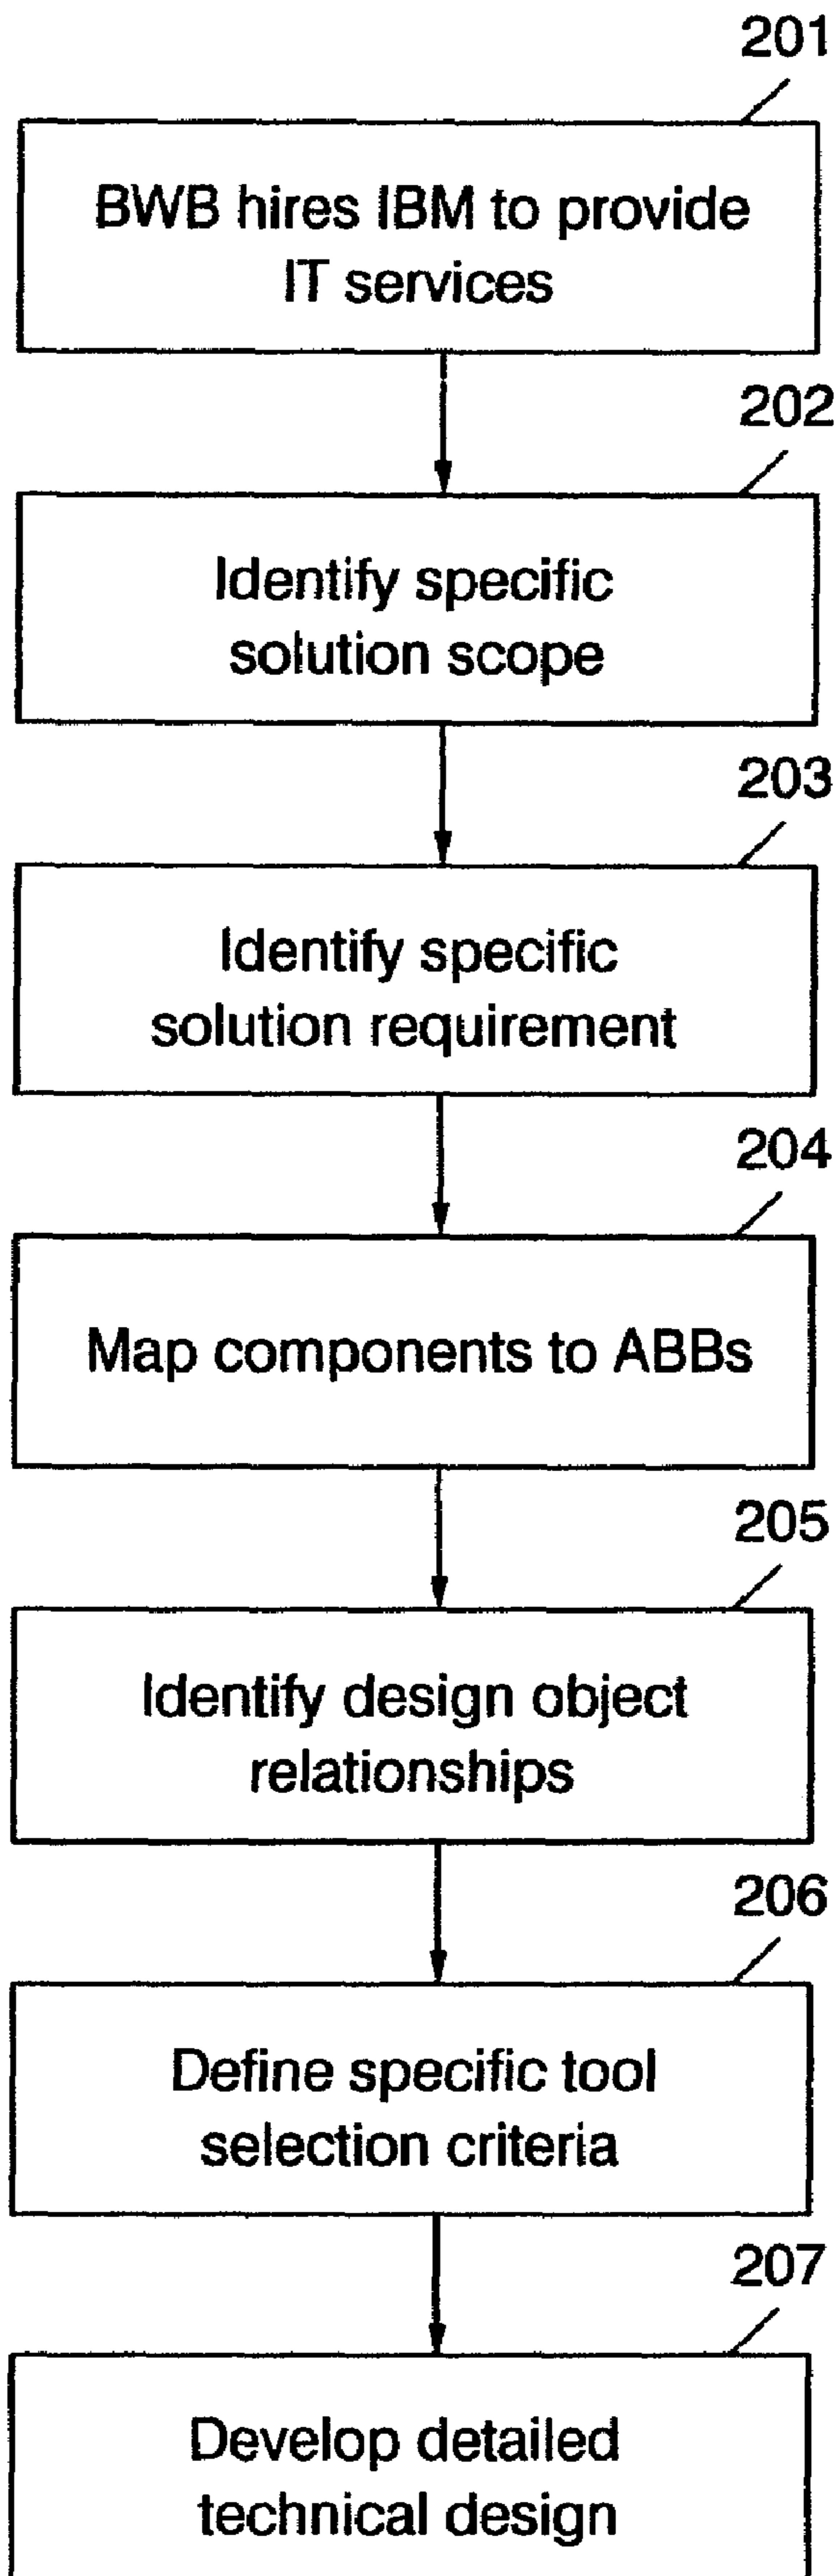 201
BWB hires IBM to provide
IT services
202
Identify specific
solution scope
203
Identify specific
solution requirement
204
Map components to ABBs
205
Identify design object
relationships
206
Define specific tool
selection criteria
207
Develop detailed
technical design